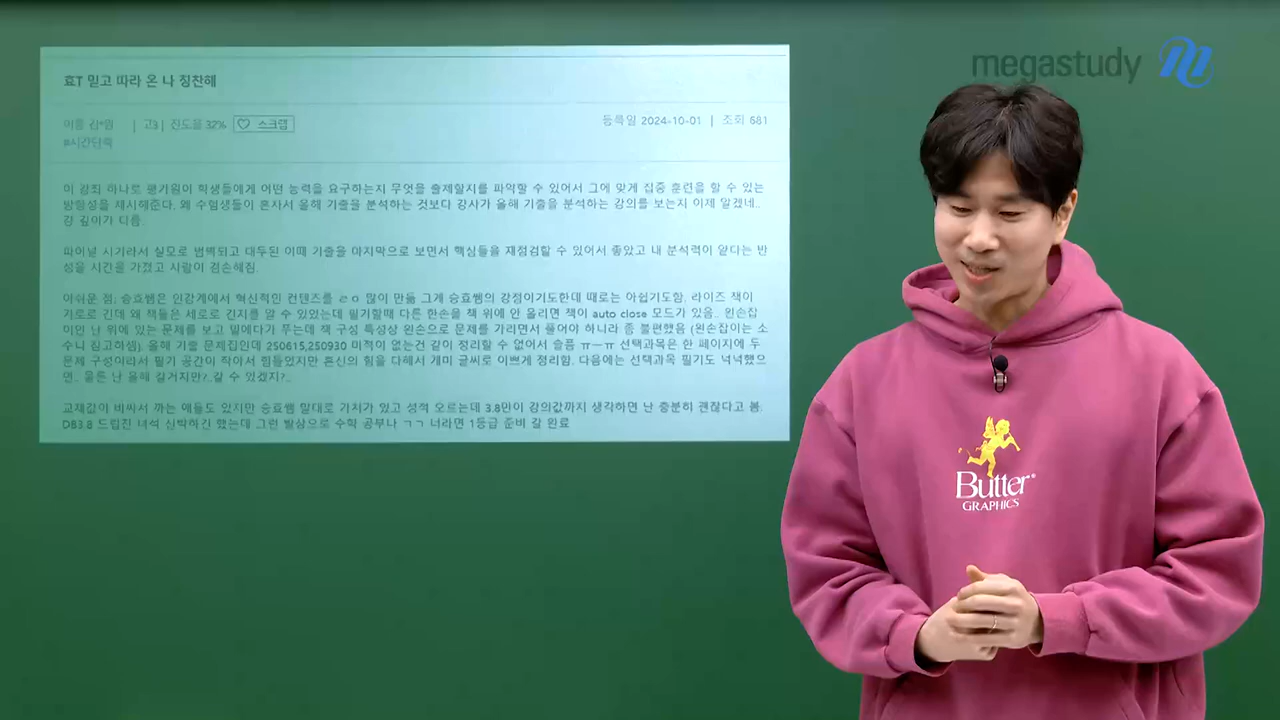 megastudy
효T 믿고 따라 온 나 칭찬해
이름 김*원 | 고3 | 진도율 32% 스크랩
등록일 2024-10-01 | 조회 681
#시간단축
이 강좌 하나로 평가원이 학생들에게 어떤 능력을 요구하는지 무엇을 출제할지를 파악할 수 있어서 그에 맞게 집중 훈련을 할 수 있는
방향성을 제시해준다. 왜 수험생들이 혼자서 올해 기출을 분석하는 것보다 강사가 올해 기출을 분석하는 강의를 보는지 이제 알겠네..
걍 깊이가 다름.
파이널 시기라서 실모로 범벅되고 대두된 이때 기출을 마지막으로 보면서 핵심들을 재점검할 수 있어서 좋았고 내 분석력이 얕다는 반
성을 시간을 가졌고 사람이 겸손해짐.
아쉬운 점: 승효쌤은 인강계에서 혁신적인 컨텐츠를 ㄹㅇ 많이 만듦 그게 승효쌤의 강점이기도한데 때로는 아쉽기도함. 라이즈 책이
가로로 긴데 왜 책들은 세로로 긴지를 알 수 있었는데 필기할때 다른 한손을 책 위에 안 올리면 책이 auto close 모드가 있음.. 왼손잡
이인 난 위에 있는 문제를 보고 밑에다가 푸는데 책 구성 특성상 왼손으로 문제를 가리면서 풀어야 하니라 좀 불편했음 (왼손잡이는 소
수니 참고하셈). 올해 기출 문제집인데 250615,250930 미적이 없는건 같이 정리할 수 없어서 슬픔 ㅠㅡㅠ 선택과목은 한 페이지에 두
문제 구성이라서 필기 공간이 작아서 힘들었지만 혼신의 힘을 다해서 개미 글씨로 이쁘게 정리함. 다음에는 선택과목 필기도 넉넉했으
면.. 물론 난 올해 갈거지만?..갈 수 있겠지?..
교재값이 비싸서 까는 애들도 있지만 승효쌤 말대로 가치가 있고 성적 오르는데 3.8만이 강의값까지 생각하면 난 충분히 괜찮다고 봄.
DB3.8 드립친 녀석 신박하긴 했는데 그런 발상으로 수학 공부나 ㄱㄱ 너라면 1등급 준비 갈 완료
Butter
GRAPHICS